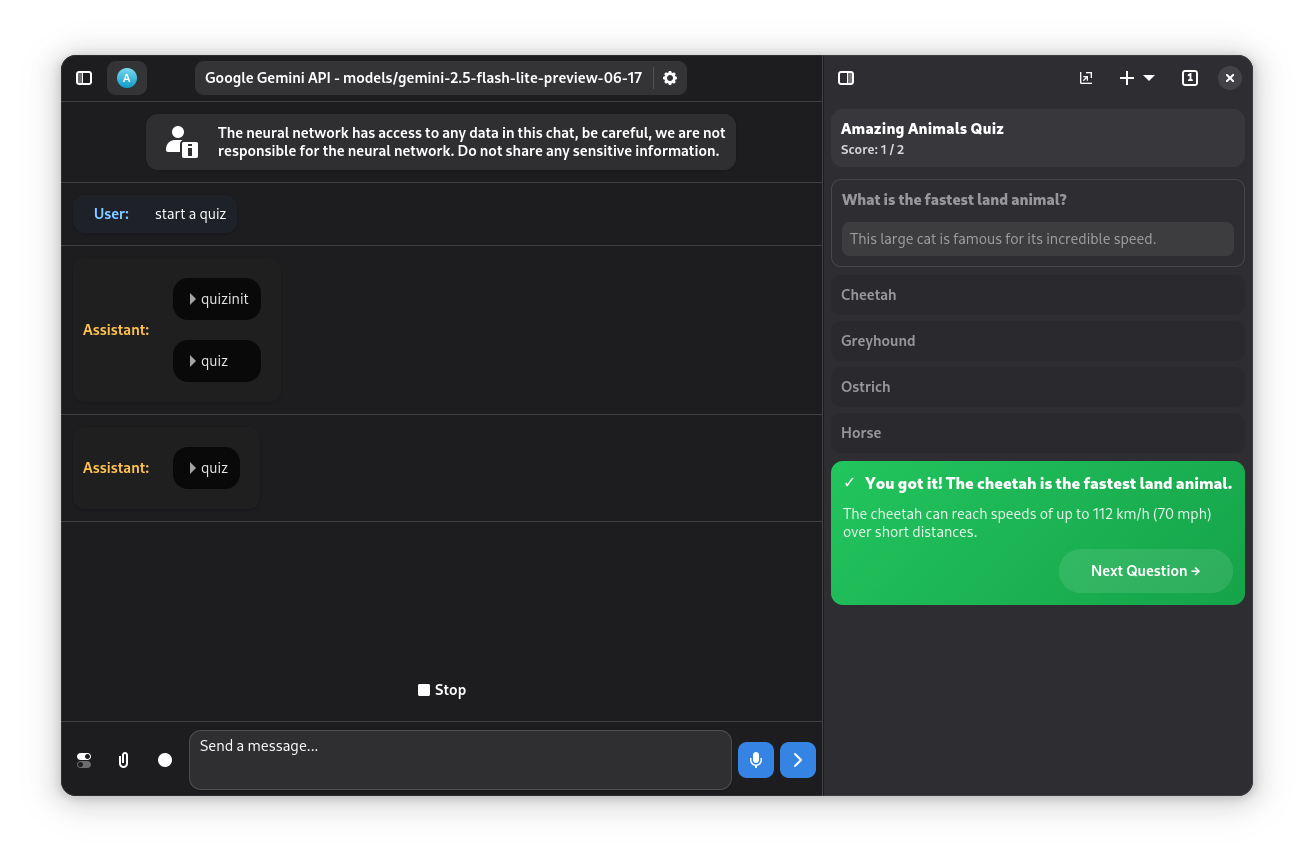 A
Google Gemini API - models/gemini-2.5-flash-lite-preview-06-17
The neural network has access to any data in this chat, be careful, we are not
responsible for the neural network. Do not share any sensitive information.
User: start a quiz
quizinit
Assistant:
quiz
Assistant: quiz
Stop
Send a message...
1
Amazing Animals Quiz
Score: 1 / 2
What is the fastest land animal?
This large cat is famous for its incredible speed.
Cheetah
Greyhound
Ostrich
Horse
✓ You got it! The cheetah is the fastest land animal.
The cheetah can reach speeds of up to 112 km/h (70 mph)
over short distances.
Next Question →